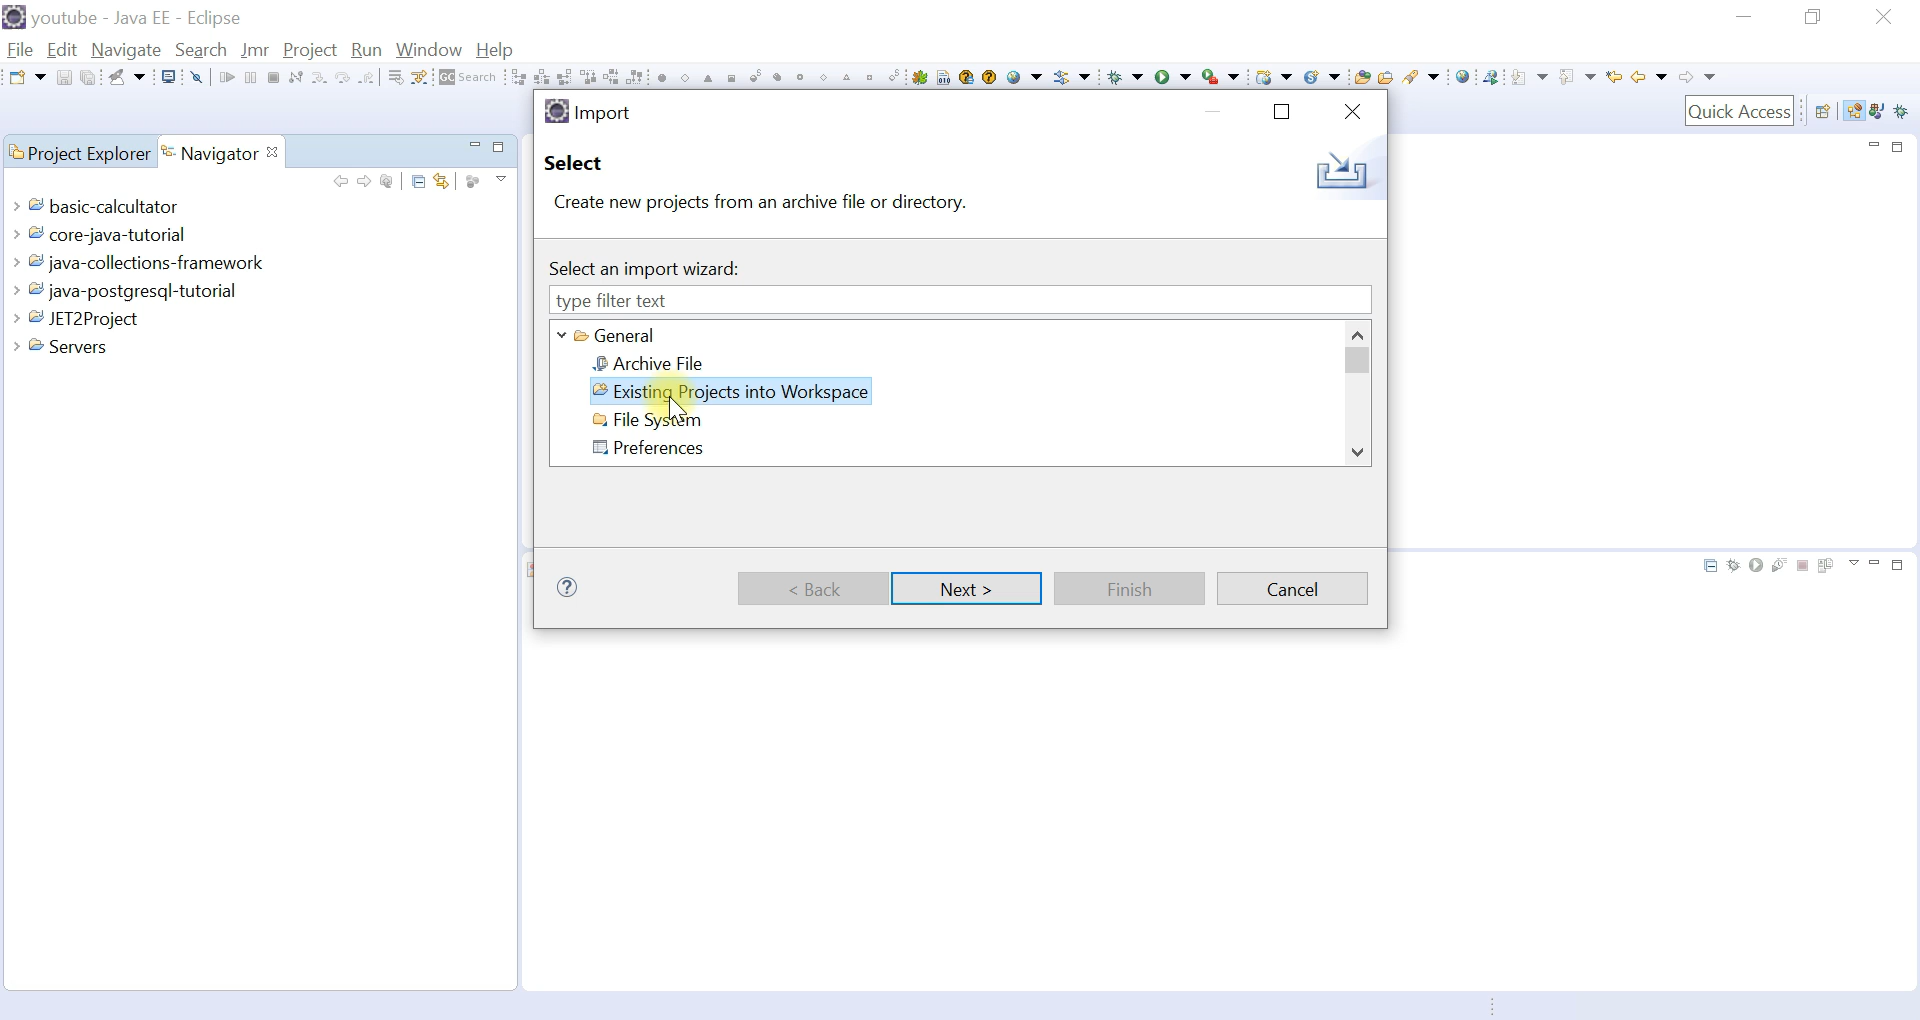 youtube - Java EE - Eclipse
File Edit Navigate Search Jmr Project Run Window Help
GC Search
Quick Access
Project Explorer Navigator
basic-calcultator
core-java-tutorial
java-collections-framework
java-postgresql-tutorial
JET2Project
Servers
Import
Select
Create new projects from an archive file or directory.
Select an import wizard:
type filter text
General
Archive File
Existing Projects into Workspace
File System
Preferences
< Back Next > Finish Cancel